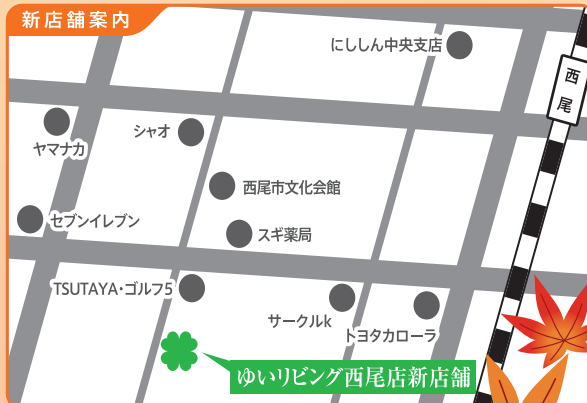 新店舗案内
にししん中央支店
西尾
ヤマナカ
シャオ
西尾市文化会館
セブンイレブン
スギ薬局
TSUTAYA・ゴルフ5
サークルk
トヨタカローラ
ゆいリビング西尾店新店舗